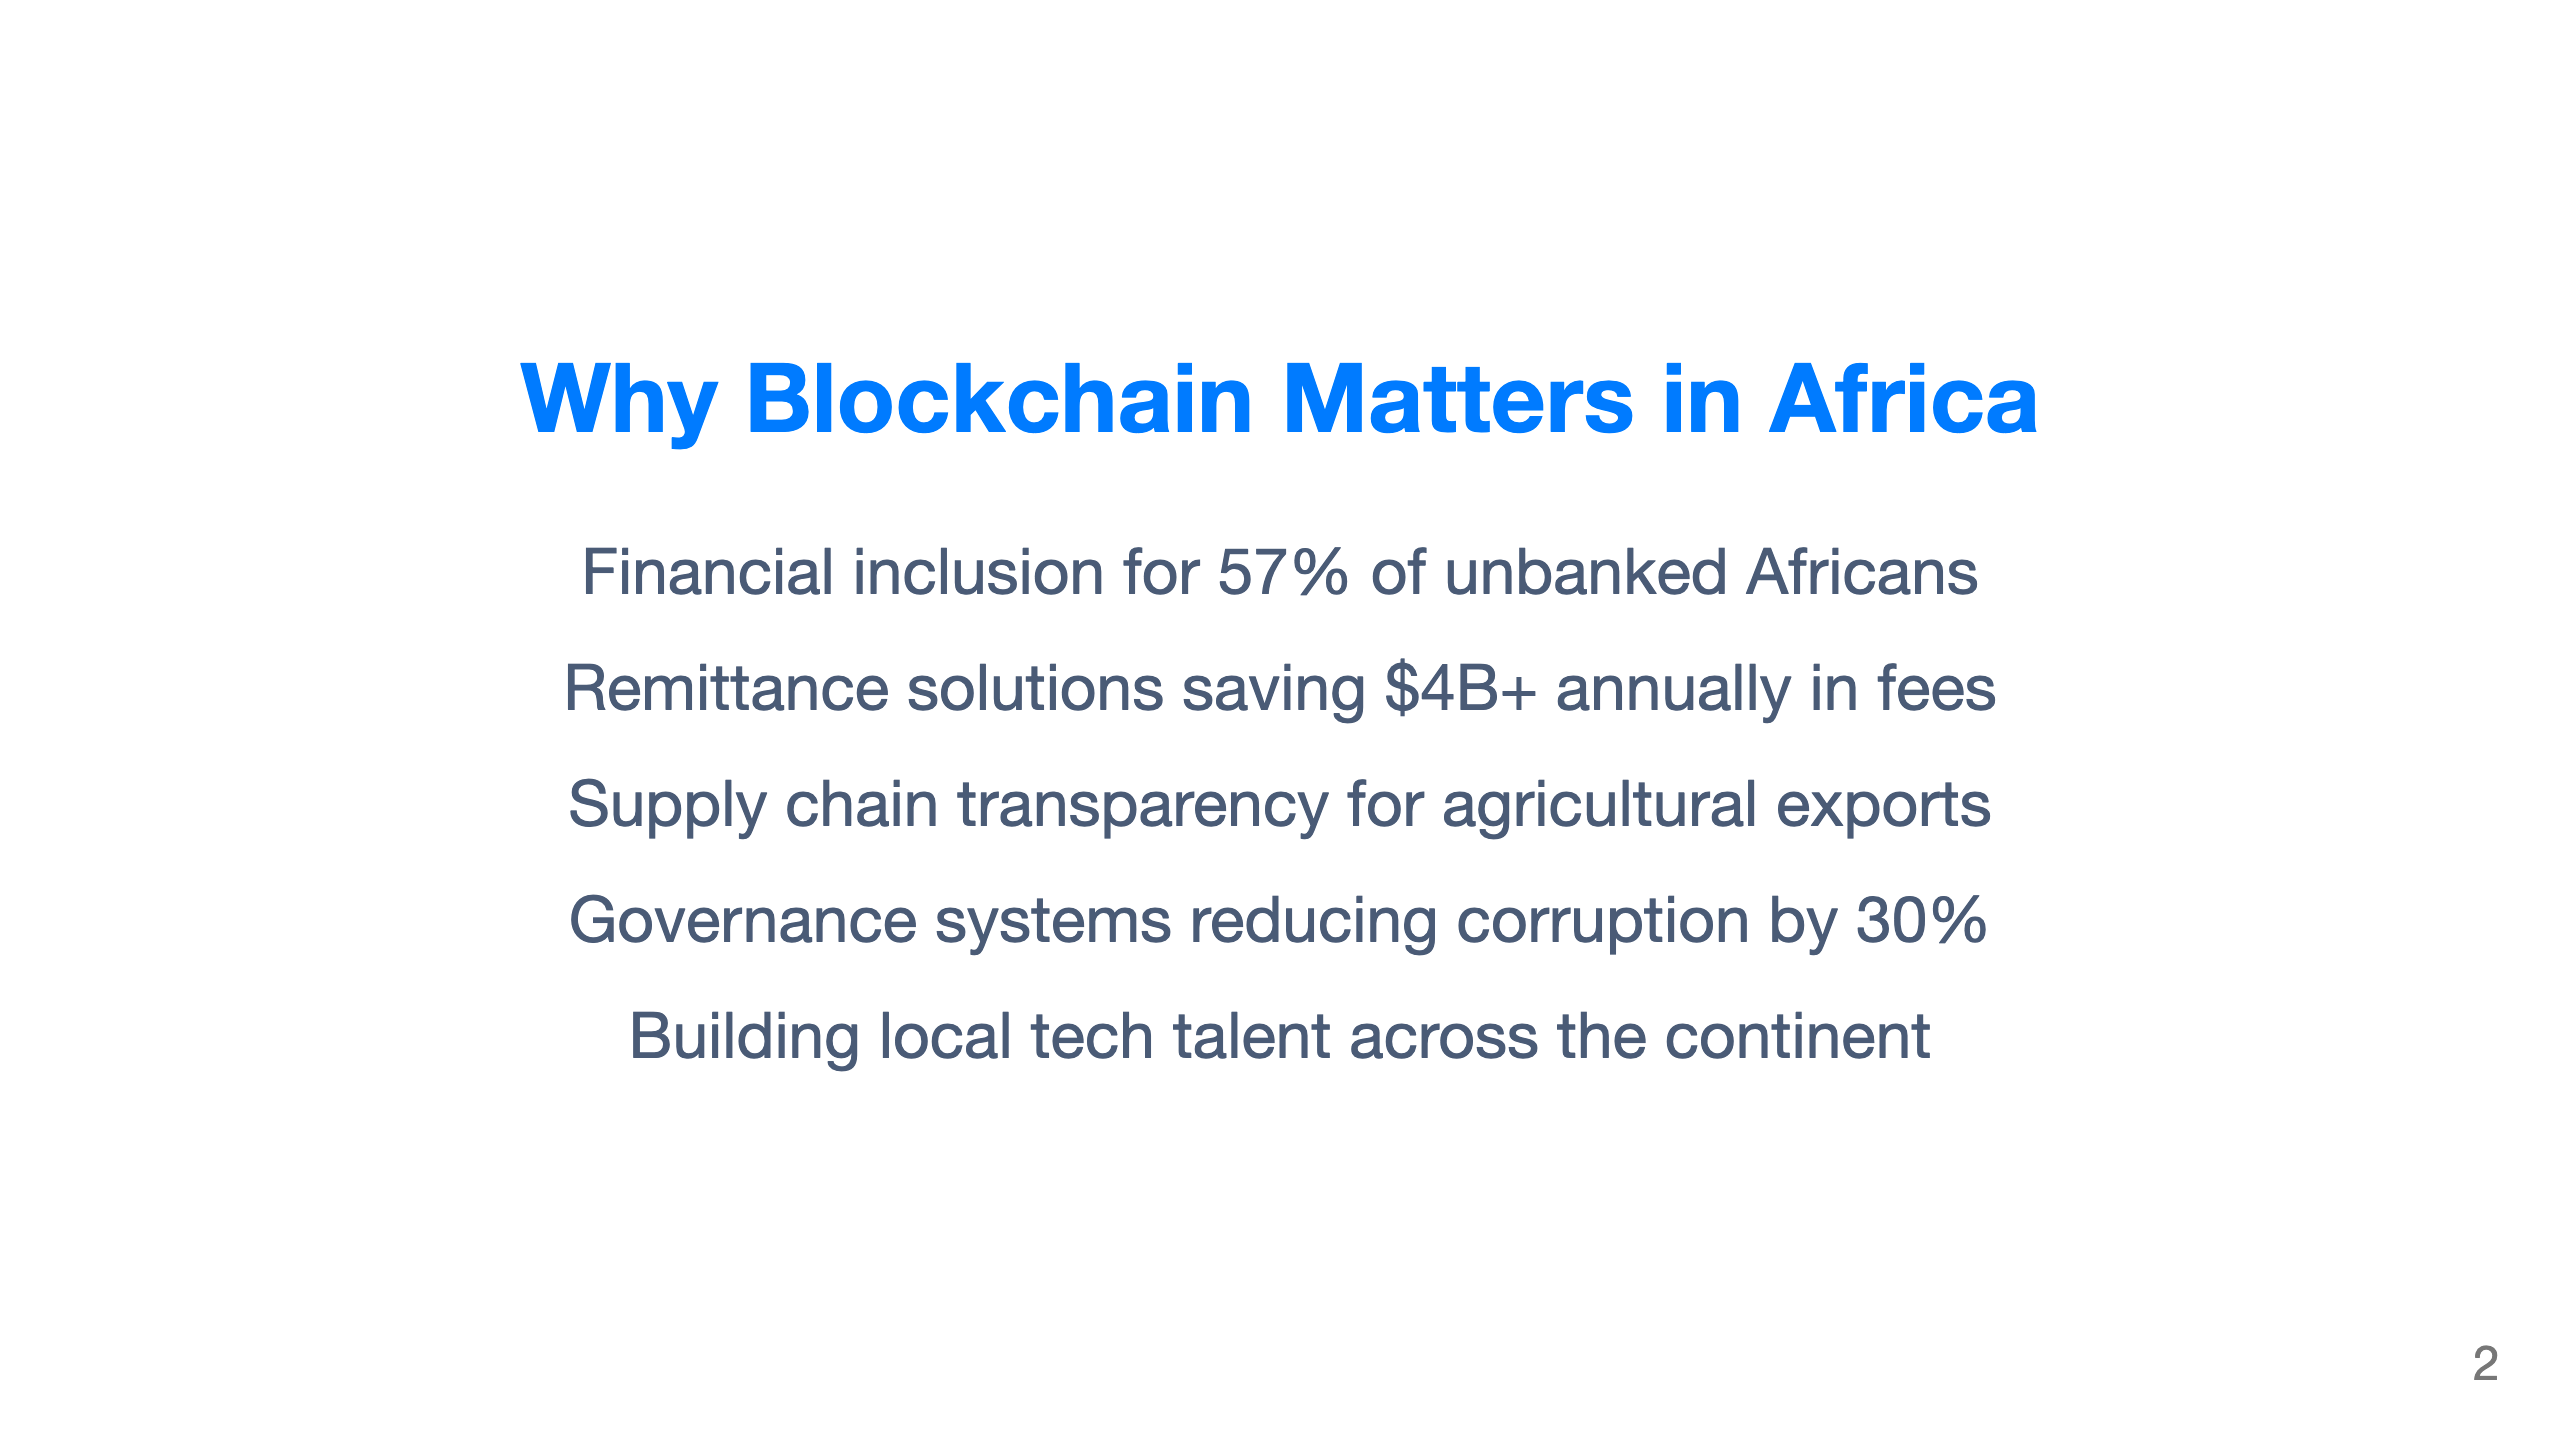 Why Blockchain Matters in Africa
Financial inclusion for 57% of unbanked Africans
Remittance solutions saving $4B+ annually in fees
Supply chain transparency for agricultural exports
Governance systems reducing corruption by 30%
Building local tech talent across the continent
2